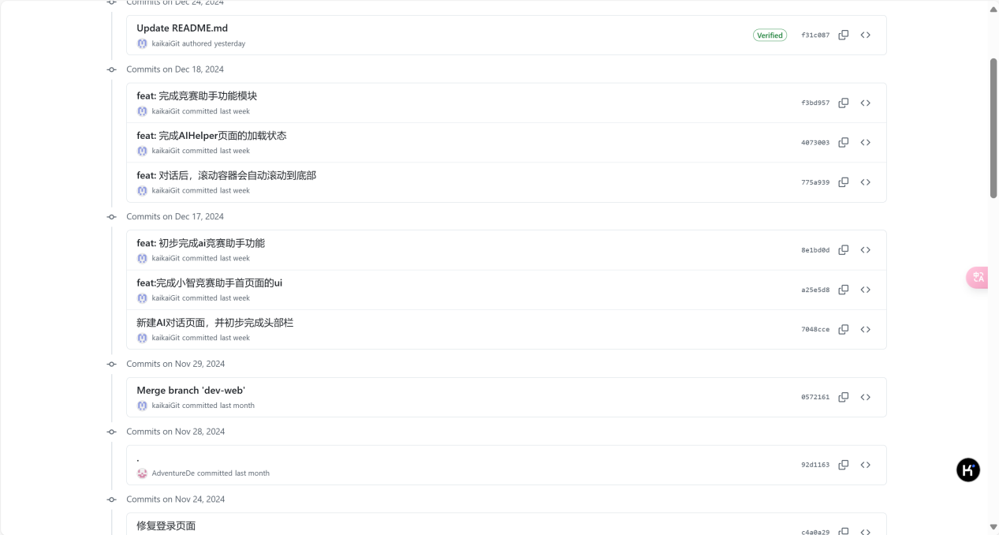 Commits on Dec 24, 2024
Update README.md
kaikaiGit authored yesterday
Verified
f31c087
Commits on Dec 18, 2024
feat: 完成竞赛助手功能模块
kaikaiGit committed last week
f3bd957
feat: 完成AIHelper页面的加载状态
kaikaiGit committed last week
4073003
feat: 对话后，滚动容器会自动滚动到底部
kaikaiGit committed last week
775a939
Commits on Dec 17, 2024
feat: 初步完成ai竞赛助手功能
kaikaiGit committed last week
8e1bd0d
feat:完成小智竞赛助手首页面的ui
kaikaiGit committed last week
a25e5d8
新建AI对话页面，并初步完成头部栏
kaikaiGit committed last week
7048cce
Commits on Nov 29, 2024
Merge branch 'dev-web'
kaikaiGit committed last month
0572161
Commits on Nov 28, 2024
.
AdventureDe committed last month
92d1163
Commits on Nov 24, 2024
修复登录页面
c4a0a29
中A
K